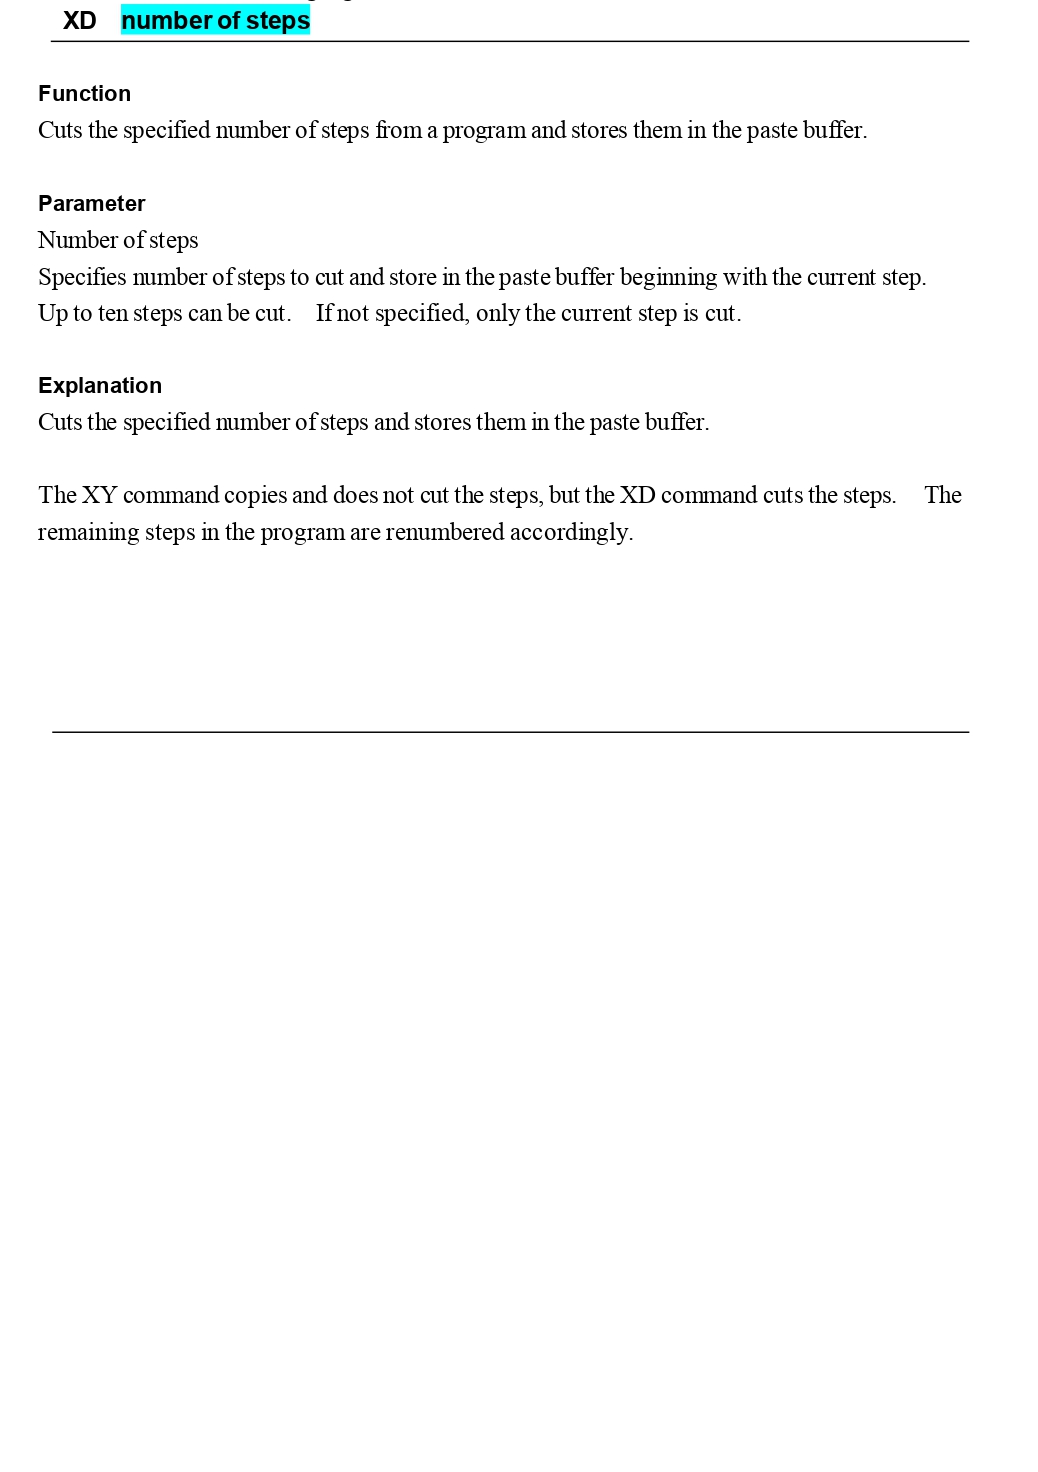 XD number of steps
Function
Cuts the specified number of steps from a program and stores them in the paste buffer.
Parameter
Number of steps
Specifies number of steps to cut and store in the paste buffer beginning with the current step.
Up to ten steps can be cut. If not specified, only the current step is cut.
Explanation
Cuts the specified number of steps and stores them in the paste buffer.
The XY command copies and does not cut the steps, but the XD command cuts the steps. The
remaining steps in the program are renumbered accordingly.